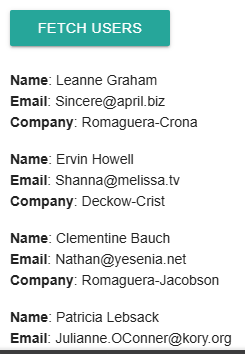 FETCH USERS
Name: Leanne Graham
Email: Sincere@april.biz
Company: Romaguera-Crona
Name: Ervin Howell
Email: Shanna@melissa.tv
Company: Deckow-Crist
Name: Clementine Bauch
Email: Nathan@yesenia.net
Company: Romaguera-Jacobson
Name: Patricia Lebsack
Email: Julianne.OConner@kory.org